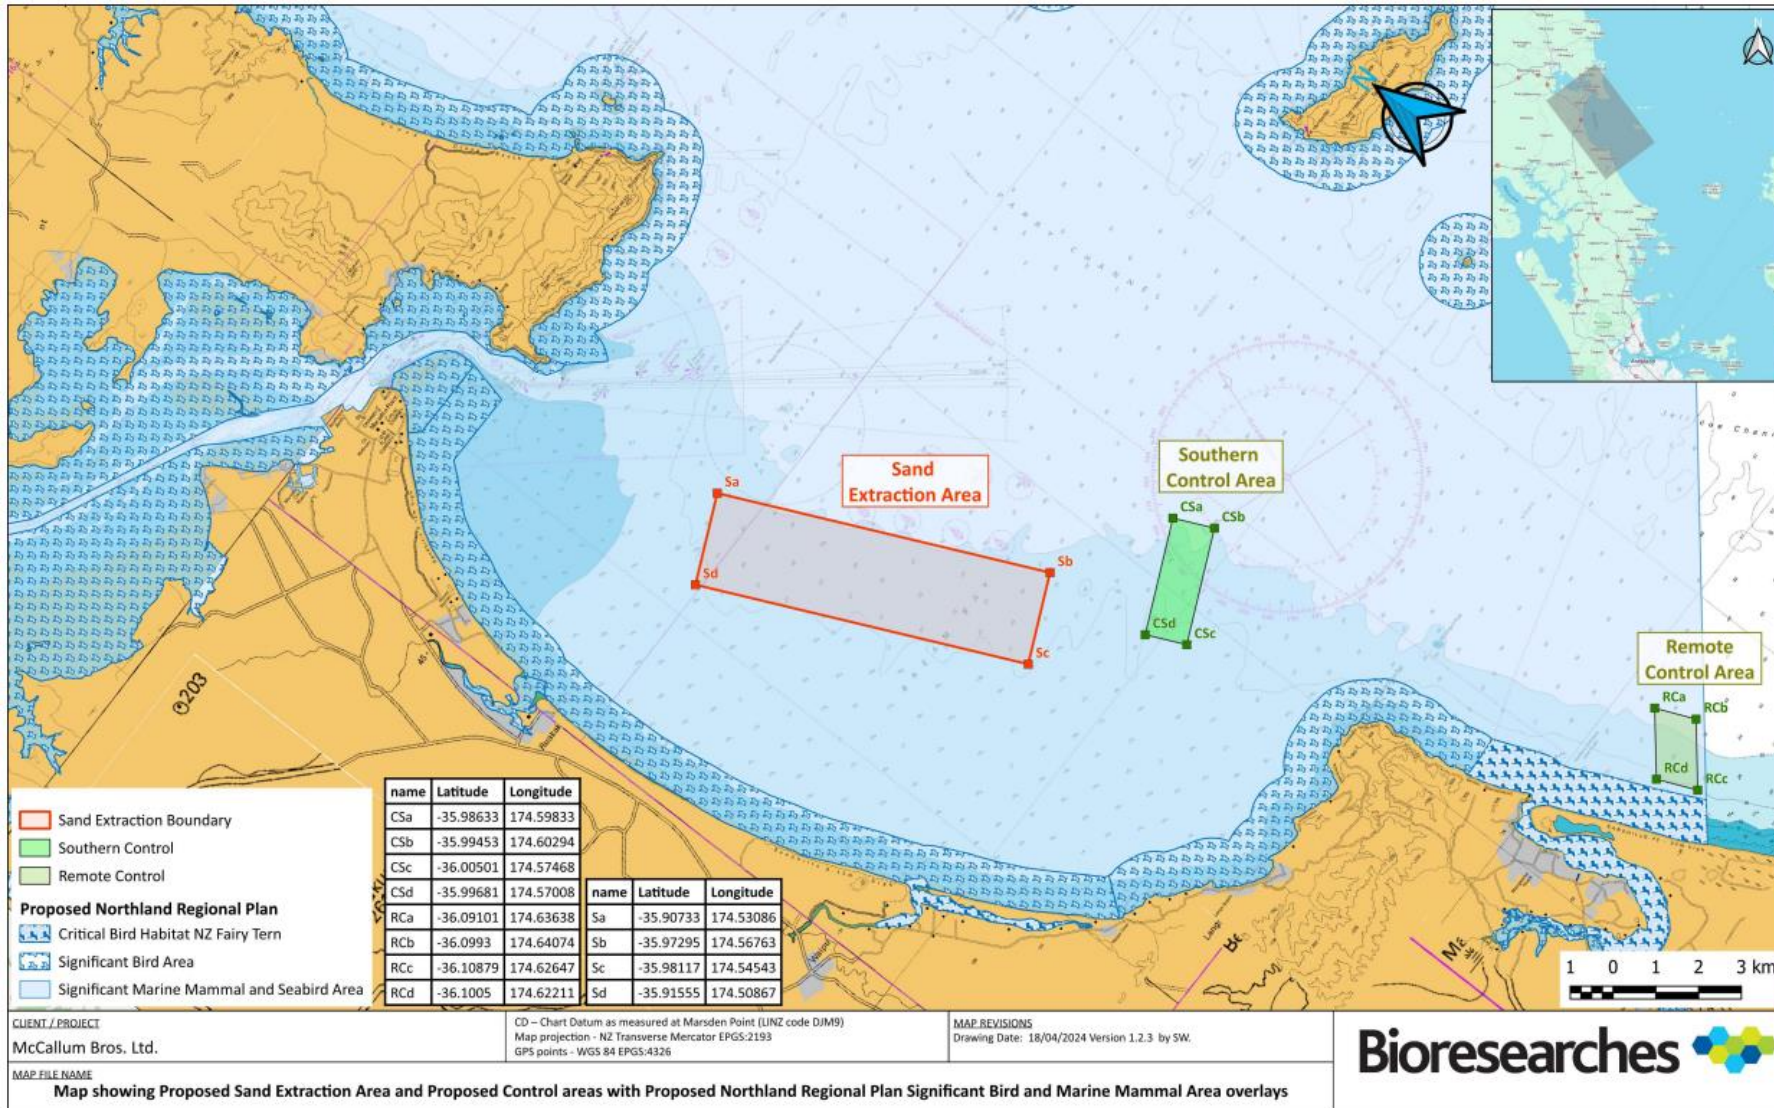 N
N
Sand
Extraction Area
Southern
Control Area
Remote
Control Area
Sa
Sb
Sc
Sd
CSa
CSb
CSc
CSd
RCa
RCb
RCc
RCd
203
Ruakaka
Waipu
Sand Extraction Boundary
Southern Control
Remote Control
Proposed Northland Regional Plan
Critical Bird Habitat NZ Fairy Tern
Significant Bird Area
Significant Marine Mammal and Seabird Area
name Latitude Longitude
CSa -35.98633 174.59833
CSb -35.99453 174.60294
CSc -36.00501 174.57468
CSd -35.99681 174.57008
RCa -36.09101 174.63638
RCb -36.0993 174.64074
RCc -36.10879 174.62647
RCd -36.1005 174.62211
name Latitude Longitude
Sa -35.90733 174.53086
Sb -35.97295 174.56763
Sc -35.98117 174.54543
Sd -35.91555 174.50867
1 0 1 2 3 km
CLIENT / PROJECT
McCallum Bros. Ltd.
CD – Chart Datum as measured at Marsden Point (LINZ code DJM9)
Map projection - NZ Transverse Mercator EPGS:2193
GPS points - WGS 84 EPGS:4326
MAP REVISIONS
Drawing Date: 18/04/2024 Version 1.2.3 by SW.
MAP FILE NAME
Map showing Proposed Sand Extraction Area and Proposed Control areas with Proposed Northland Regional Plan Significant Bird and Marine Mammal Area overlays
Bioresearches